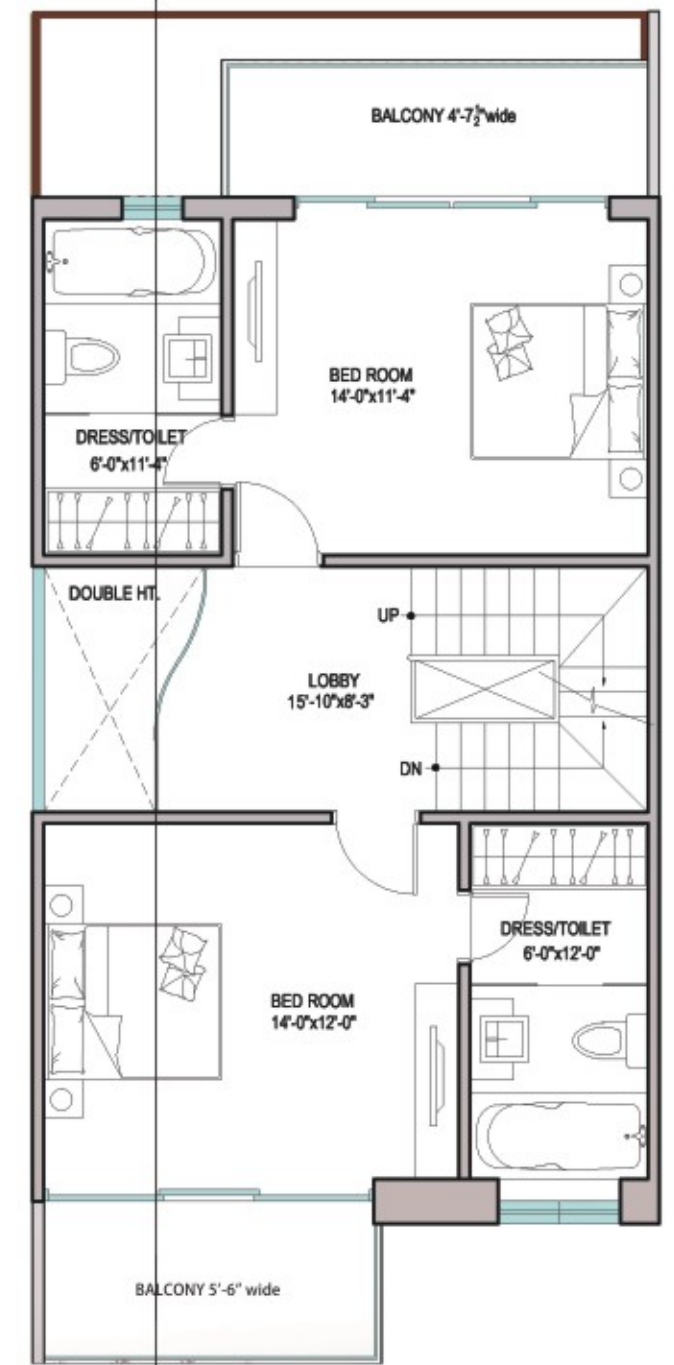 BALCONY 4'-7½"wide
BED ROOM
14'-0"x11'-4"
DRESS/TOILET
6'-0"x11'-4"
DOUBLE HT.
UP
LOBBY
15'-10"x8'-3"
DN
DRESS/TOILET
6'-0"x12'-0"
BED ROOM
14'-0"x12'-0"
BALCONY 5'-6" wide